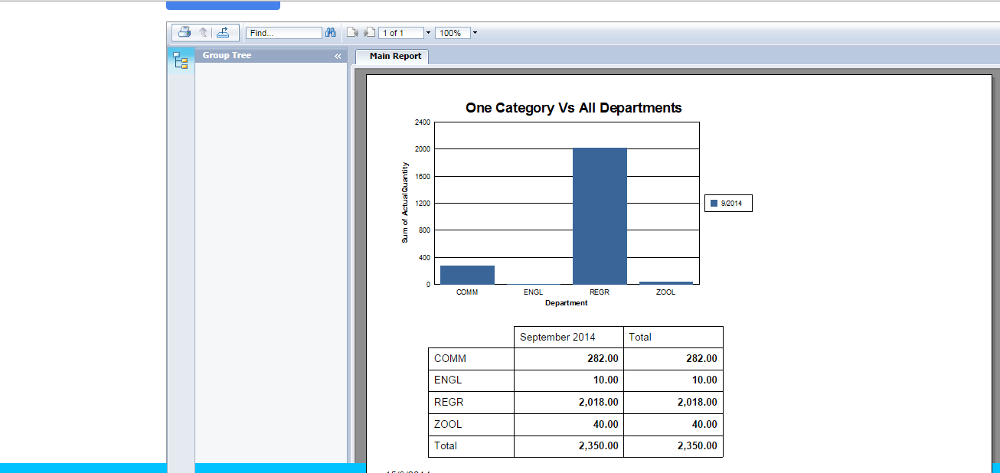 Find...
1 of 1
100%
Group Tree
«
Main Report
One Category Vs All Departments
2400
2000
1600
1200
800
400
0
Sum of ActualQuantity
COMM ENGL REGR ZOOL
Department
9/2014
September 2014 Total
COMM 282.00 282.00
ENGL 10.00 10.00
REGR 2,018.00 2,018.00
ZOOL 40.00 40.00
Total 2,350.00 2,350.00